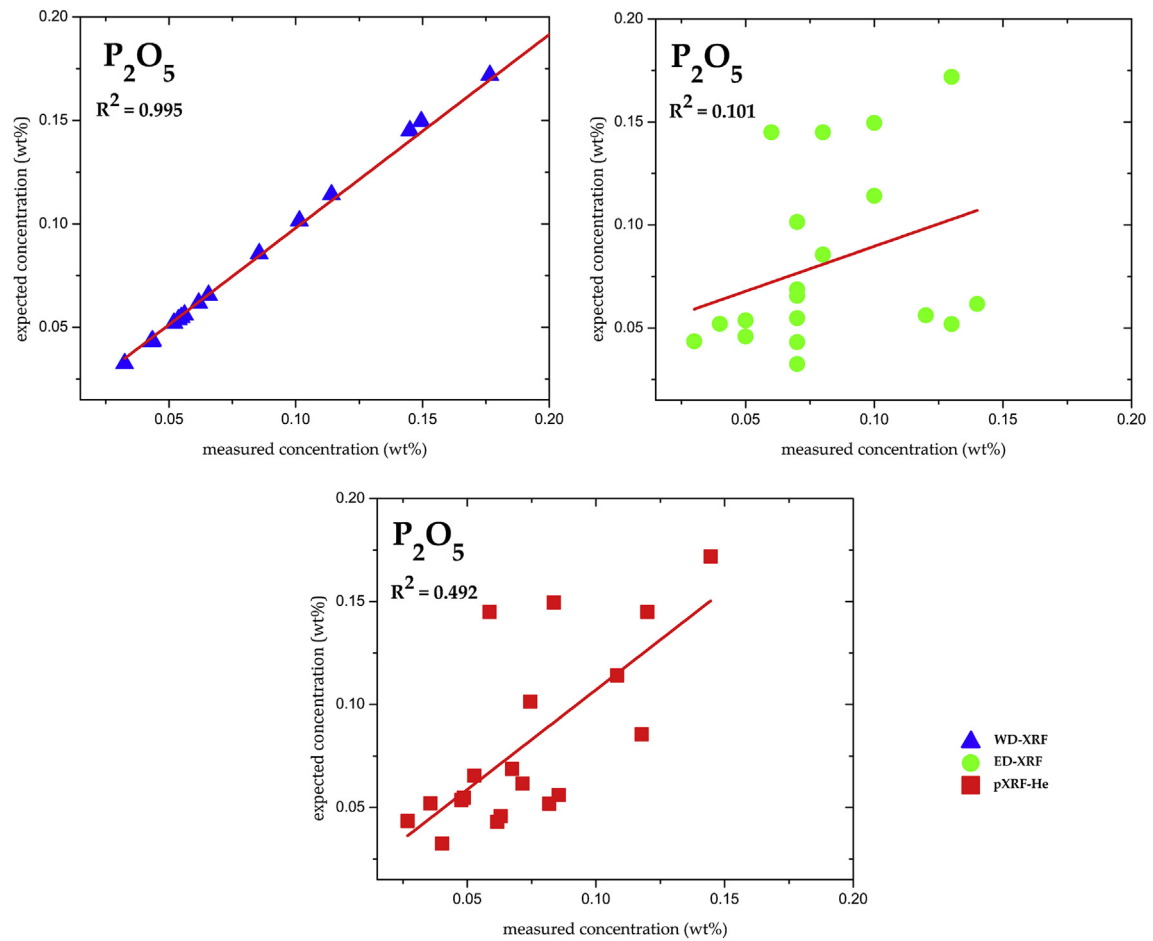 0.20
P₂O₅
R² = 0.995
0.15
0.10
0.05
expected concentration (wt%)
0.05 0.10 0.15 0.20
measured concentration (wt%)
0.20
P₂O₅
R² = 0.101
0.15
0.10
0.05
expected concentration (wt%)
0.05 0.10 0.15 0.20
measured concentration (wt%)
0.20
P₂O₅
R² = 0.492
0.15
0.10
0.05
expected concentration (wt%)
0.05 0.10 0.15 0.20
measured concentration (wt%)
WD-XRF
ED-XRF
pXRF-He